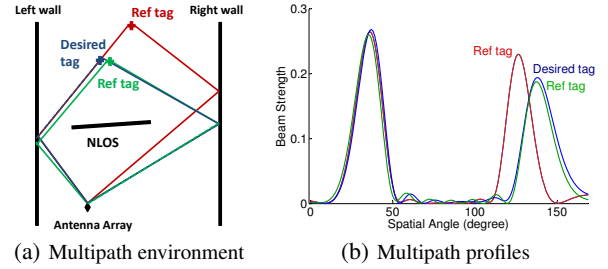 Left wall
Right wall
Ref tag
Desired
tag
Ref tag
NLOS
Antenna Array
(a) Multipath environment
0.3
0.2
0.1
0
Beam Strength
Ref tag
Desired tag
Ref tag
0
50
100
150
Spatial Angle (degree)
(b) Multipath profiles